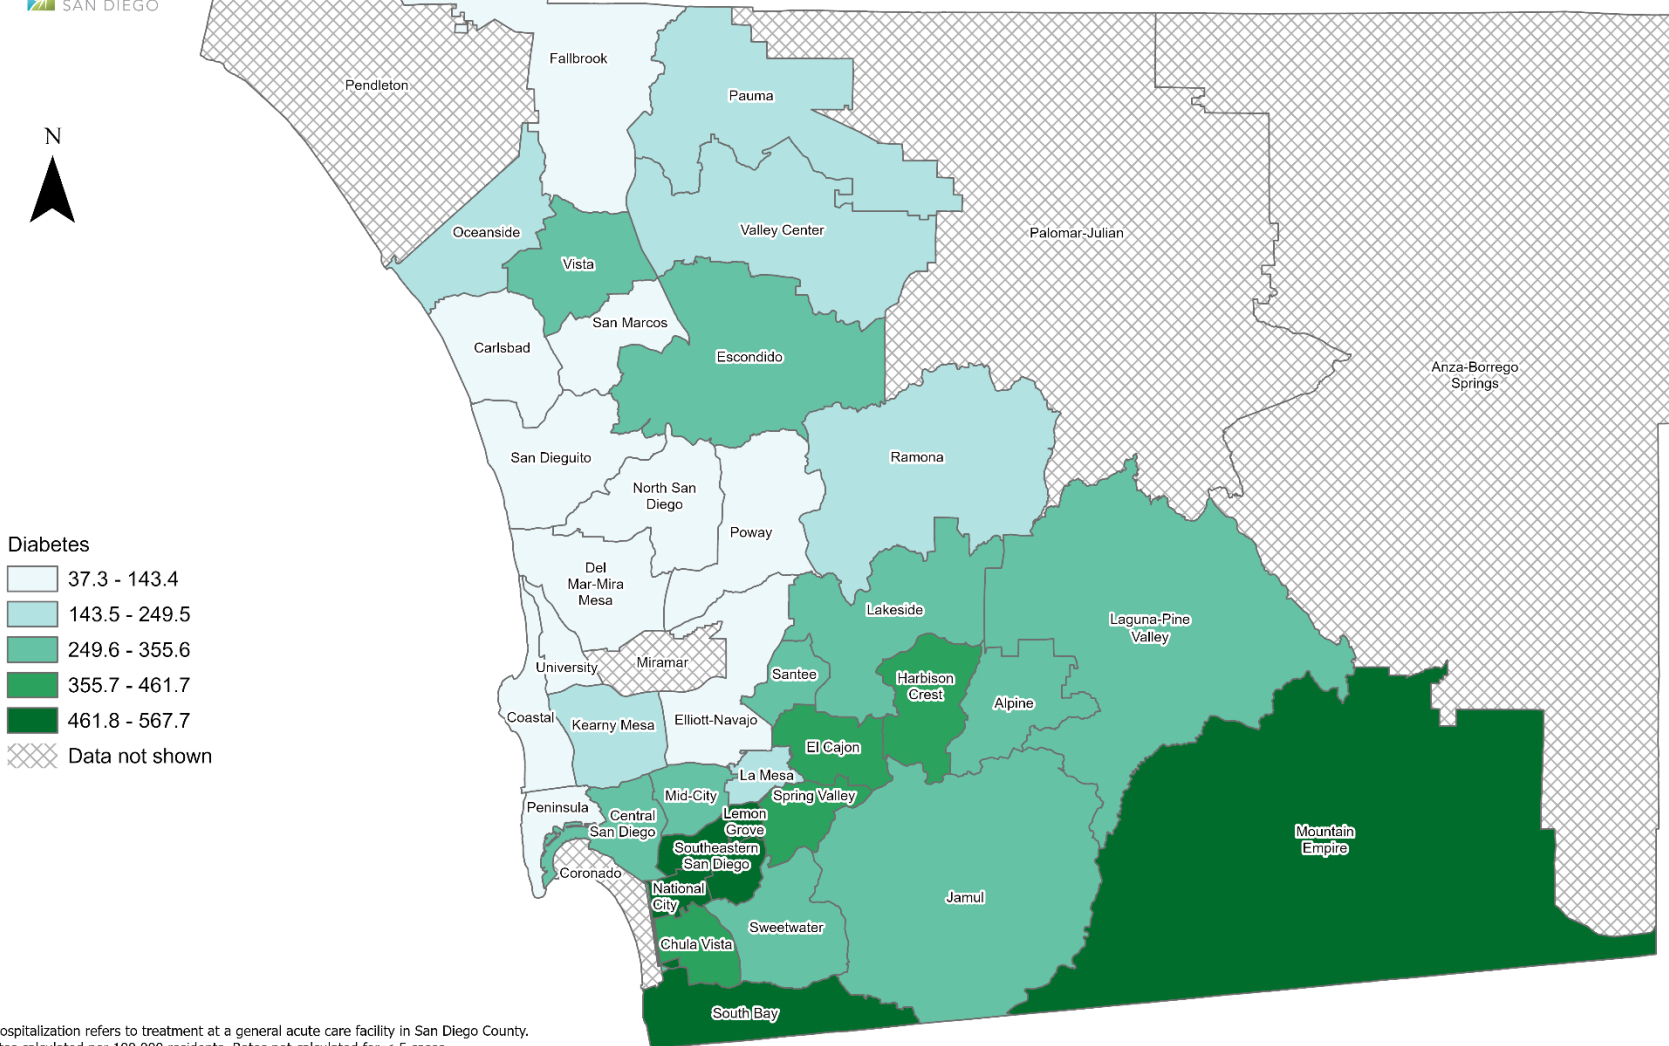 SAN DIEGO
Fallbrook
Pendleton
Pauma
N
Oceanside
Valley Center
Palomar-Julian
Vista
San Marcos
Carlsbad
Escondido
Anza-Borrego
Springs
San Dieguito
Ramona
North San
Diego
Poway
Del
Mar-Mira
Mesa
Lakeside
Laguna-Pine
Valley
University
Miramar
Santee
Harbison
Crest
Alpine
Coastal
Kearny Mesa
Elliott-Navajo
El Cajon
La Mesa
Mid-City
Spring Valley
Peninsula
Central
San Diego
Lemon
Grove
Southeastern
San Diego
Mountain
Empire
Coronado
National
City
Jamul
Sweetwater
Chula Vista
South Bay
Diabetes
37.3 - 143.4
143.5 - 249.5
249.6 - 355.6
355.7 - 461.7
461.8 - 567.7
Data not shown
ospitalization refers to treatment at a general acute care facility in San Diego County.